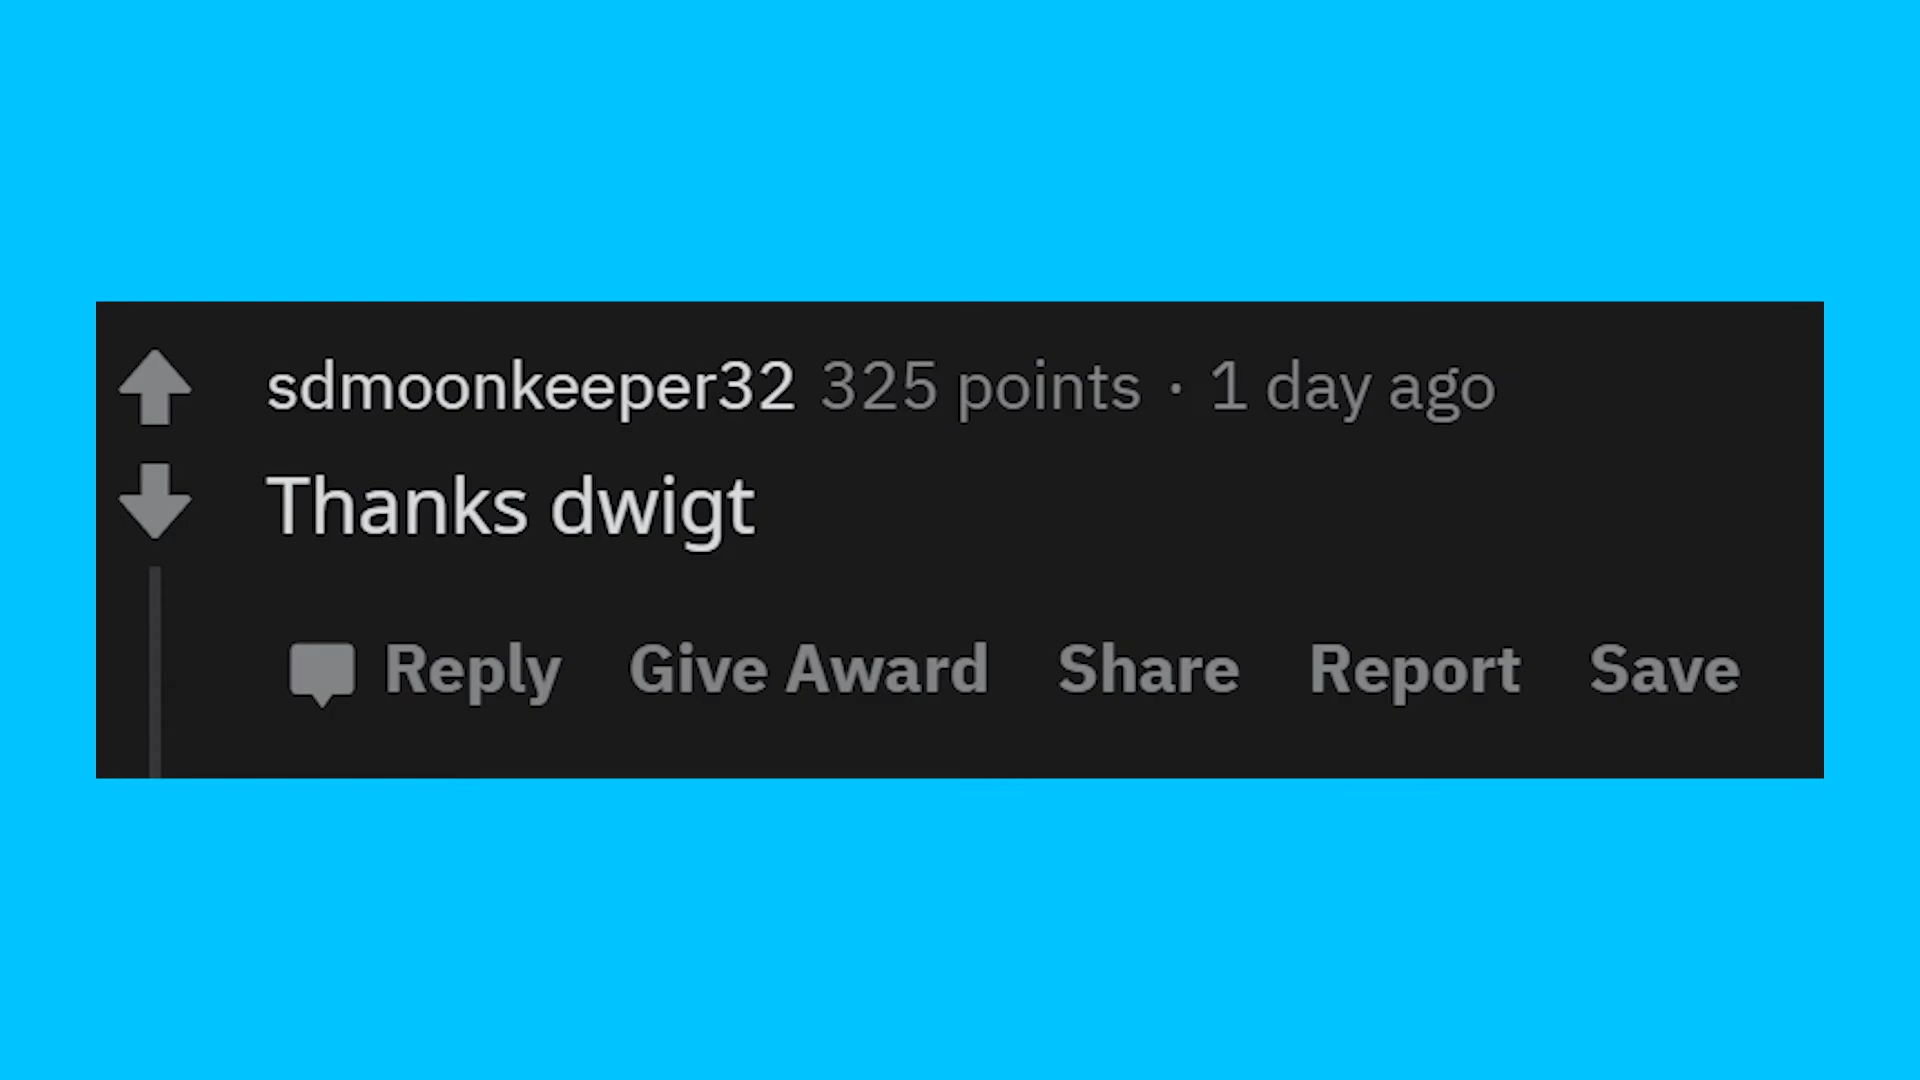 sdmoonkeeper32 325 points · 1 day ago
Thanks dwigt
Reply Give Award Share Report Save